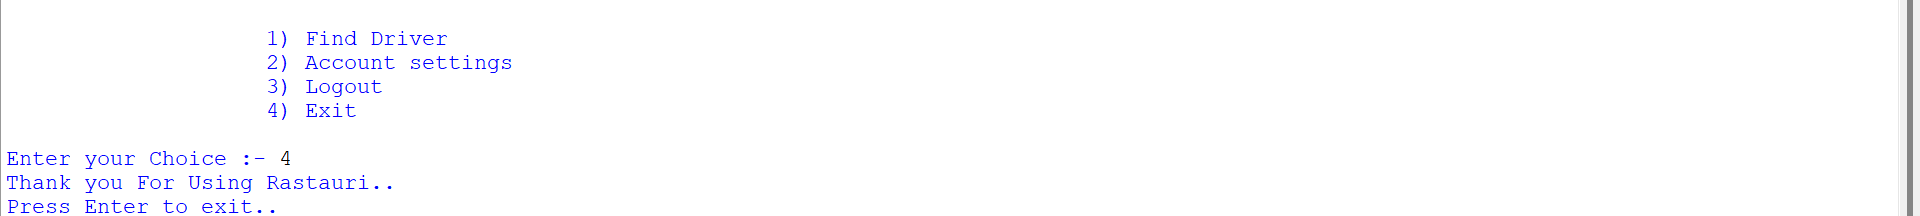 1) Find Driver
2) Account settings
3) Logout
4) Exit
Enter your Choice :- 4
Thank you For Using Rastauri..
Press Enter to exit..